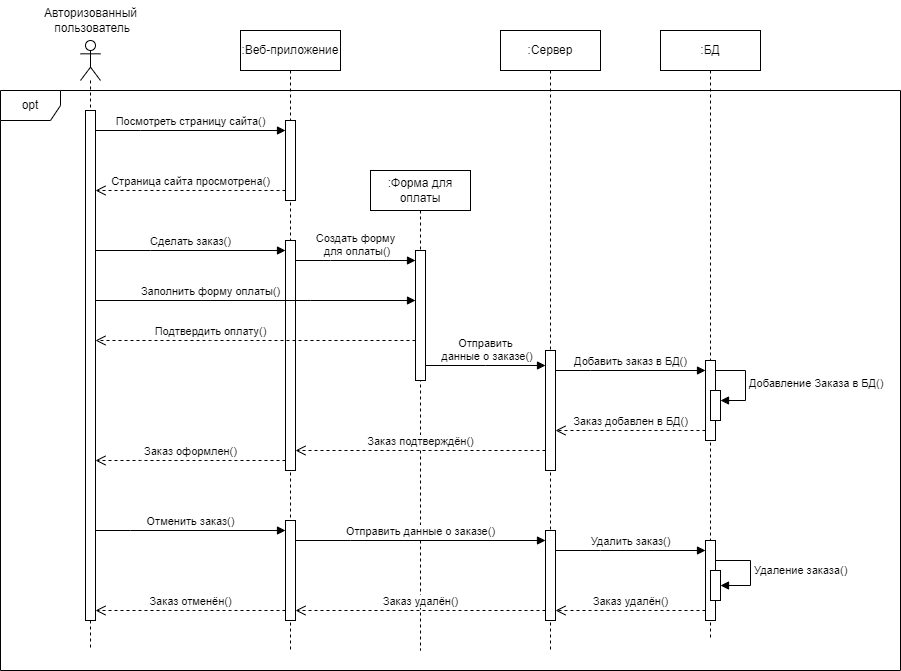 Авторизованный
пользователь
:Веб-приложение
:Сервер
:БД
opt
Посмотреть страницу сайта()
Страница сайта просмотрена()
:Форма для
оплаты
Сделать заказ()
Создать форму
для оплаты()
Заполнить форму оплаты()
Подтвердить оплату()
Отправить
данные о заказе()
Добавить заказ в БД()
Добавление Заказа в БД()
Заказ добавлен в БД()
Заказ подтверждён()
Заказ оформлен()
Отменить заказ()
Отправить данные о заказе()
Удалить заказ()
Удаление заказа()
Заказ отменён()
Заказ удалён()
Заказ удалён()